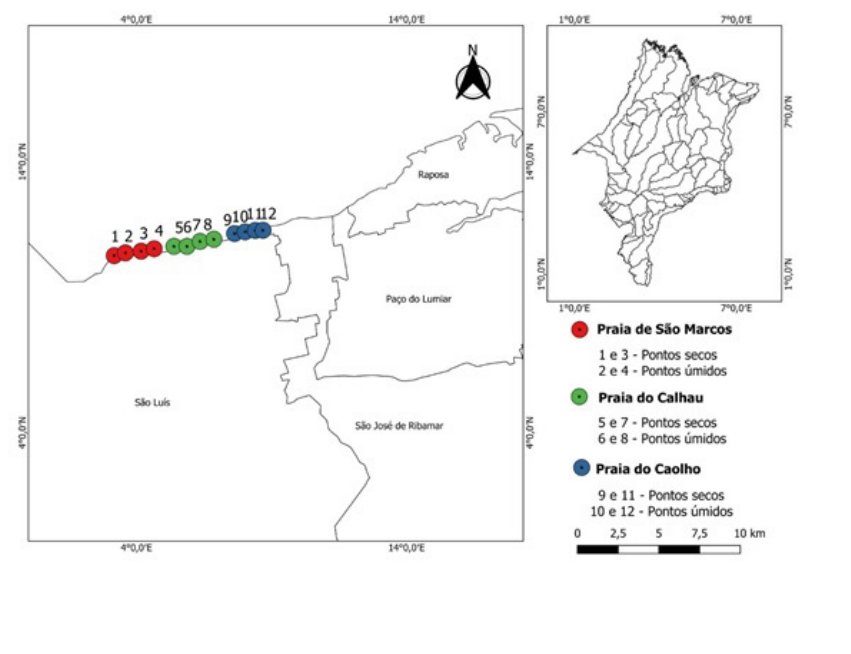 4°0,0'E
14°0,0'E
1°0,0'E
7°0,0'E
N
14°0,0'N
14°0,0'N
7°0,0'N
7°0,0'N
Raposa
1 2 3 4 5 6 7 8 9 10 11 12
Paço do Lumiar
1°0,0'N
1°0,0'N
1°0,0'E
7°0,0'E
Praia de São Marcos
1 e 3 - Pontos secos
2 e 4 - Pontos úmidos
São Luís
São José de Ribamar
4°0,0'N
4°0,0'N
Praia do Calhau
5 e 7 - Pontos secos
6 e 8 - Pontos úmidos
Praia do Caolho
9 e 11 - Pontos secos
10 e 12 - Pontos úmidos
0 2,5 5 7,5 10 km
4°0,0'E
14°0,0'E